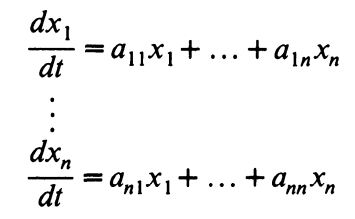 dx₁/dt = a₁₁x₁ + ... + a₁ₙxₙ
⋮
dxₙ/dt = aₙ₁x₁ + ... + aₙₙxₙ